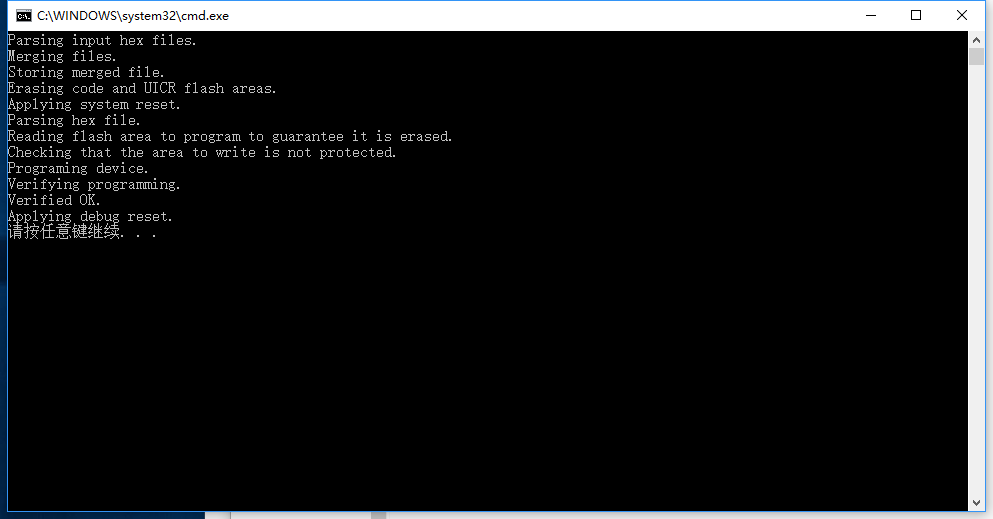 C:\WINDOWS\system32\cmd.exe
Parsing input hex files.
Merging files.
Storing merged file.
Erasing code and UICR flash areas.
Applying system reset.
Parsing hex file.
Reading flash area to program to guarantee it is erased.
Checking that the area to write is not protected.
Programing device.
Verifying programming.
Verified OK.
Applying debug reset.
请按任意键继续. . .